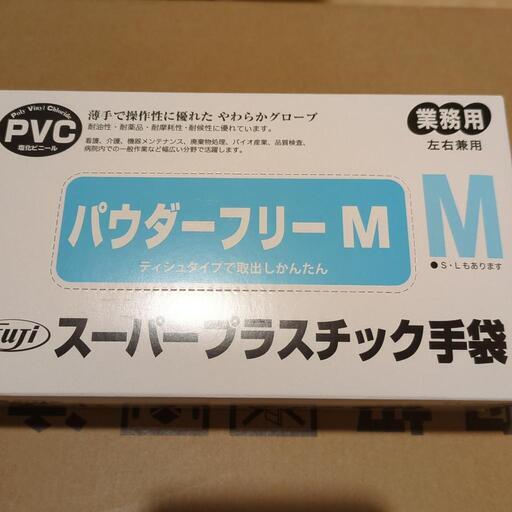 Poly Vinyl Chloride
PVC
塩化ビニール
薄手で操作性に優れた やわらかグローブ
耐油性・耐薬品・耐摩耗性・耐候性に優れています。
看護、介護、機器メンテナンス、廃棄物処理、バイオ産業、品質検査、
病院内での一般作業など幅広い分野で活躍します。
業務用
左右兼用
パウダーフリー M
ティシュタイプで取出しかんたん
M
●S・Lもあります
Fuji
スーパープラスチック手袋